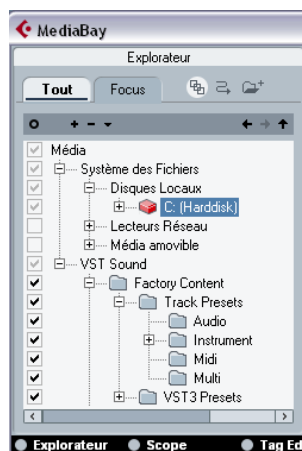 MediaBay
Explorateur
Tout Focus
Média
Système des Fichiers
Disques Locaux
C: (Harddisk)
Lecteurs Réseau
Média amovible
VST Sound
Factory Content
Track Presets
Audio
Instrument
Midi
Multi
VST3 Presets
Explorateur Scope Tag Ed